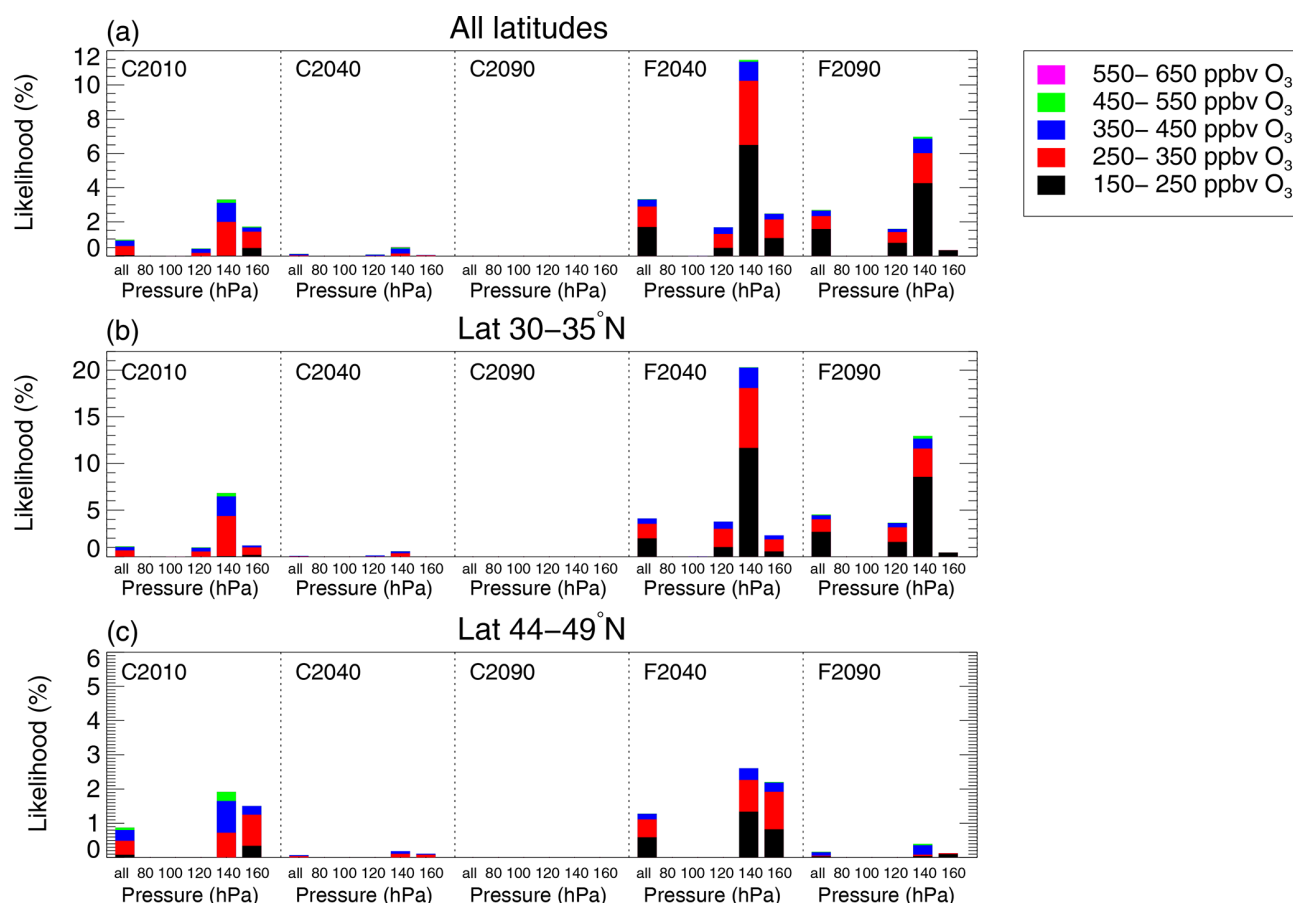 (a) All latitudes
Likelihood (%)
12
10
8
6
4
2
0
C2010 C2040 C2090 F2040 F2090
all 80 100 120 140 160 all 80 100 120 140 160 all 80 100 120 140 160 all 80 100 120 140 160 all 80 100 120 140 160
Pressure (hPa) Pressure (hPa) Pressure (hPa) Pressure (hPa) Pressure (hPa)
550− 650 ppbv O₃
450− 550 ppbv O₃
350− 450 ppbv O₃
250− 350 ppbv O₃
150− 250 ppbv O₃
(b) Lat 30−35°N
Likelihood (%)
20
15
10
5
0
C2010 C2040 C2090 F2040 F2090
all 80 100 120 140 160 all 80 100 120 140 160 all 80 100 120 140 160 all 80 100 120 140 160 all 80 100 120 140 160
Pressure (hPa) Pressure (hPa) Pressure (hPa) Pressure (hPa) Pressure (hPa)
(c) Lat 44−49°N
Likelihood (%)
6
5
4
3
2
1
0
C2010 C2040 C2090 F2040 F2090
all 80 100 120 140 160 all 80 100 120 140 160 all 80 100 120 140 160 all 80 100 120 140 160 all 80 100 120 140 160
Pressure (hPa) Pressure (hPa) Pressure (hPa) Pressure (hPa) Pressure (hPa)